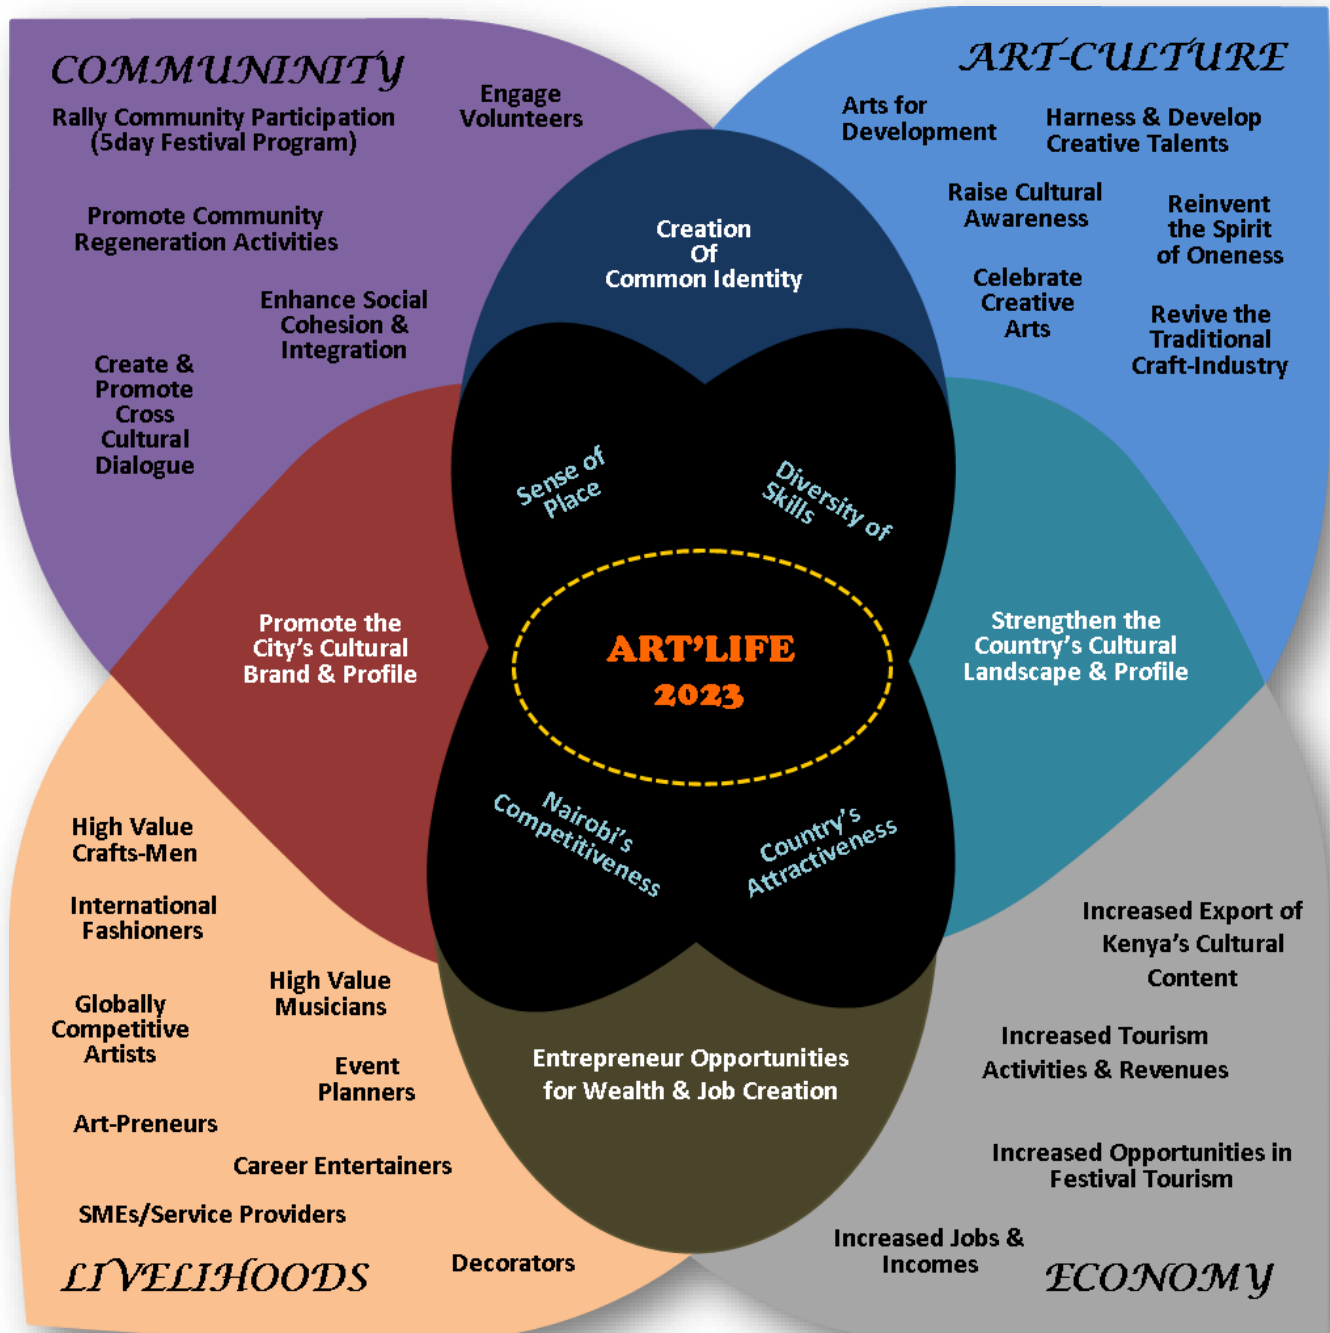 COMMUNINITY
Rally Community Participation
(5day Festival Program)
Engage
Volunteers
Promote Community
Regeneration Activities
Enhance Social
Cohesion &
Integration
Create &
Promote
Cross
Cultural
Dialogue
ART-CULTURE
Arts for
Development
Harness & Develop
Creative Talents
Raise Cultural
Awareness
Reinvent
the Spirit
of Oneness
Celebrate
Creative
Arts
Revive the
Traditional
Craft-Industry
Creation
Of
Common Identity
Sense of
Place
Diversity of
Skills
Promote the
City's Cultural
Brand & Profile
ART'LIFE
2023
Strengthen the
Country's Cultural
Landscape & Profile
Nairobi's
Competitiveness
Country's
Attractiveness
Entrepreneur Opportunities
for Wealth & Job Creation
High Value
Crafts-Men
International
Fashioners
High Value
Musicians
Globally
Competitive
Artists
Event
Planners
Art-Preneurs
Career Entertainers
SMEs/Service Providers
Decorators
LIVELIHOODS
Increased Export of
Kenya's Cultural
Content
Increased Tourism
Activities & Revenues
Increased Opportunities in
Festival Tourism
Increased Jobs &
Incomes
ECONOMY